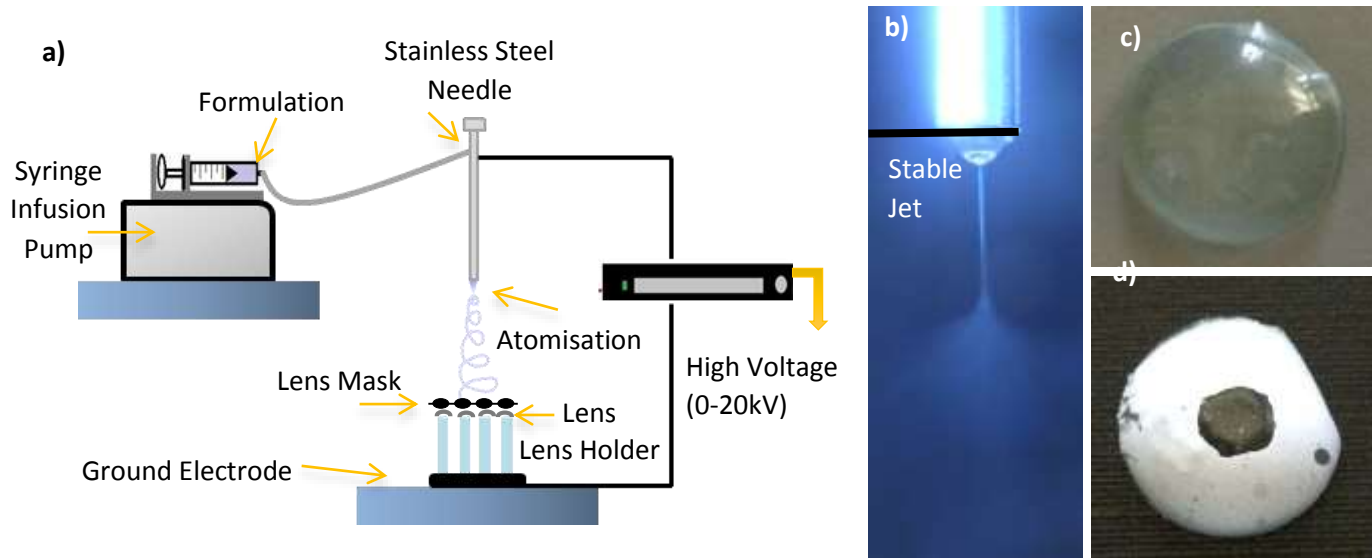 a)
Stainless Steel
Needle
Formulation
Syringe
Infusion
Pump
Atomisation
High Voltage
(0-20kV)
Lens Mask
Lens
Lens Holder
Ground Electrode
b)
Stable
Jet
c)
d)